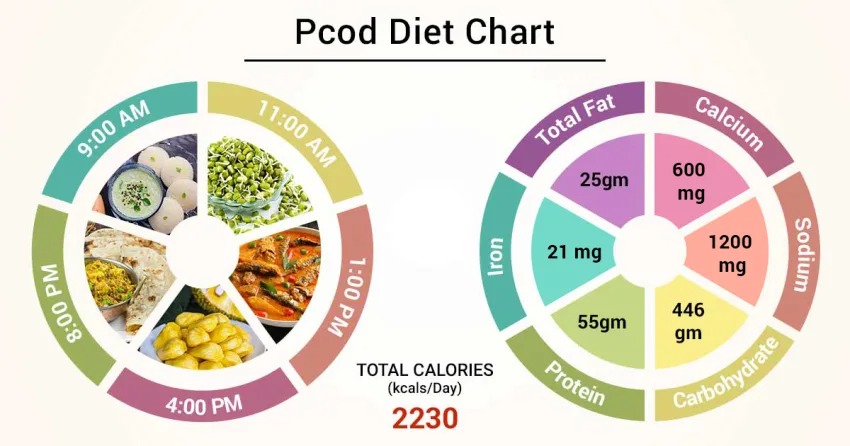 Pcod Diet Chart
9:00 AM
11:00 AM
1:00 PM
4:00 PM
8:00 PM
TOTAL CALORIES
(kcals/Day)
2230
Total Fat
25gm
Calcium
600
mg
Sodium
1200
mg
Carbohydrate
446
gm
Protein
55gm
Iron
21 mg